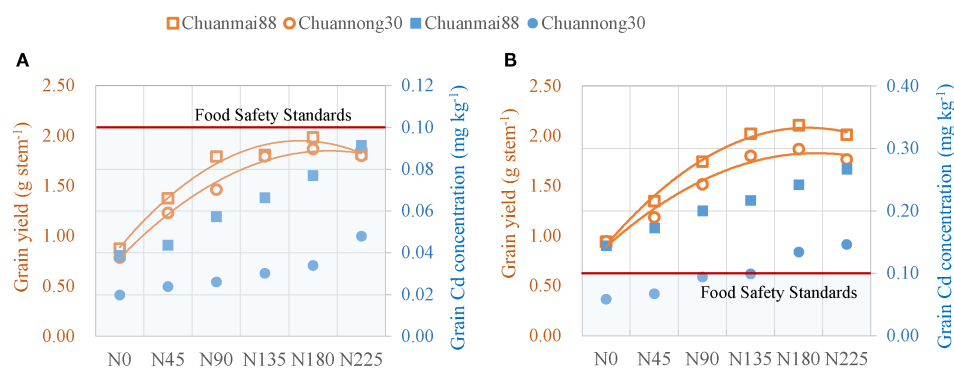 Chuanmai88 Chuannong30 Chuanmai88 Chuannong30
A
Grain yield (g stem⁻¹)
2.50
2.00
1.50
1.00
0.50
0.00
Food Safety Standards
0.12
0.10
0.08
0.06
0.04
0.02
0.00
Grain Cd concentration (mg kg⁻¹)
N0 N45 N90 N135 N180 N225
B
Grain yield (g stem⁻¹)
2.50
2.00
1.50
1.00
0.50
0.00
Food Safety Standards
0.40
0.30
0.20
0.10
0.00
Grain Cd concentration (mg kg⁻¹)
N0 N45 N90 N135 N180 N225